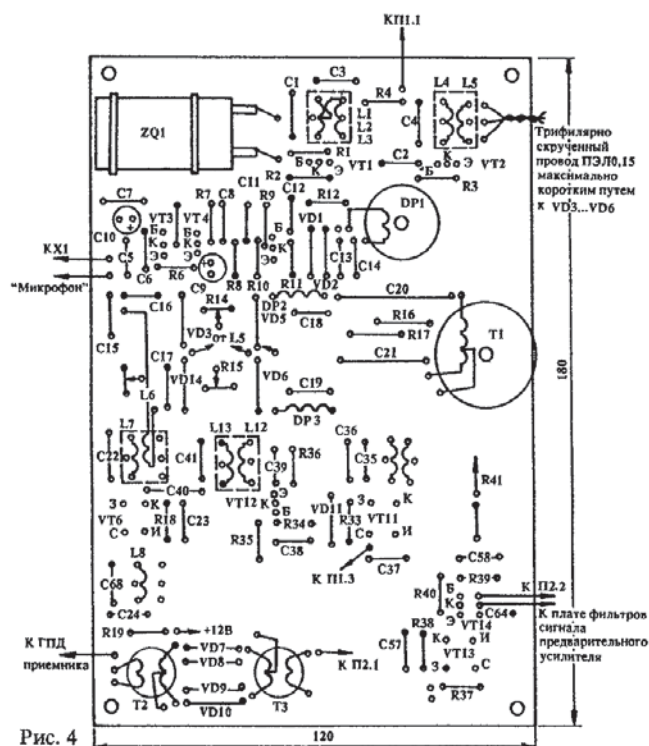 КП1.1
C3
C1
R4
L4 L5
ZQ1
L1
L2
L3
C4
R1
Б К Э VT1
C2
Б К Э VT2
R2
R3
Трифилярно
скрученный
провод ПЭЛ0,15
максимально
коротким путем
к VD3...VD6
C7
R7 C8
C11
R9
C12
R12
DP1
C10
VT3
Б
К
Э
VT4
Б
К
Э
Б
К
Э
VD1
КХ1
C5
C6
R6
C9
R8
R10
R11
VD2
C13
C14
"Микрофон"
C16
R14
DP2
VD5
C20
C15
VD3
от L5
C18
R16
R17
T1
C17
R15
C21
VD14
VD6
L6
C19
DP3
180
L7
L13 L12
C22
C41
C39
R36
C36
C35
R41
C40
VT12
З К
VT6
С И
R18
C23
Э
К
Б
R34
R35
C38
VD11
R33
З К
VT11
С И
C37
C58
L8
К П1.3
R39
C68
R40
Б
К
Э
К П2.2
C24
C64
VT14
К плате фильтров
сигнала
предварительного
усилителя
R19
+12В
К ГПД
приемника
VD7
VD8
К П2.1
C57
R38
И
VT13
З
С
VD9
VD10
T2
T3
R37
Рис. 4
120